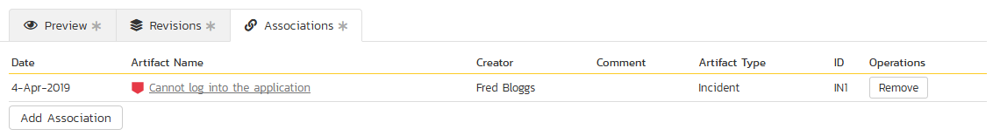 Preview * Revisions * Associations *
Date Artifact Name Creator Comment Artifact Type ID Operations
4-Apr-2019 Cannot log into the application Fred Bloggs Incident IN1 Remove
Add Association